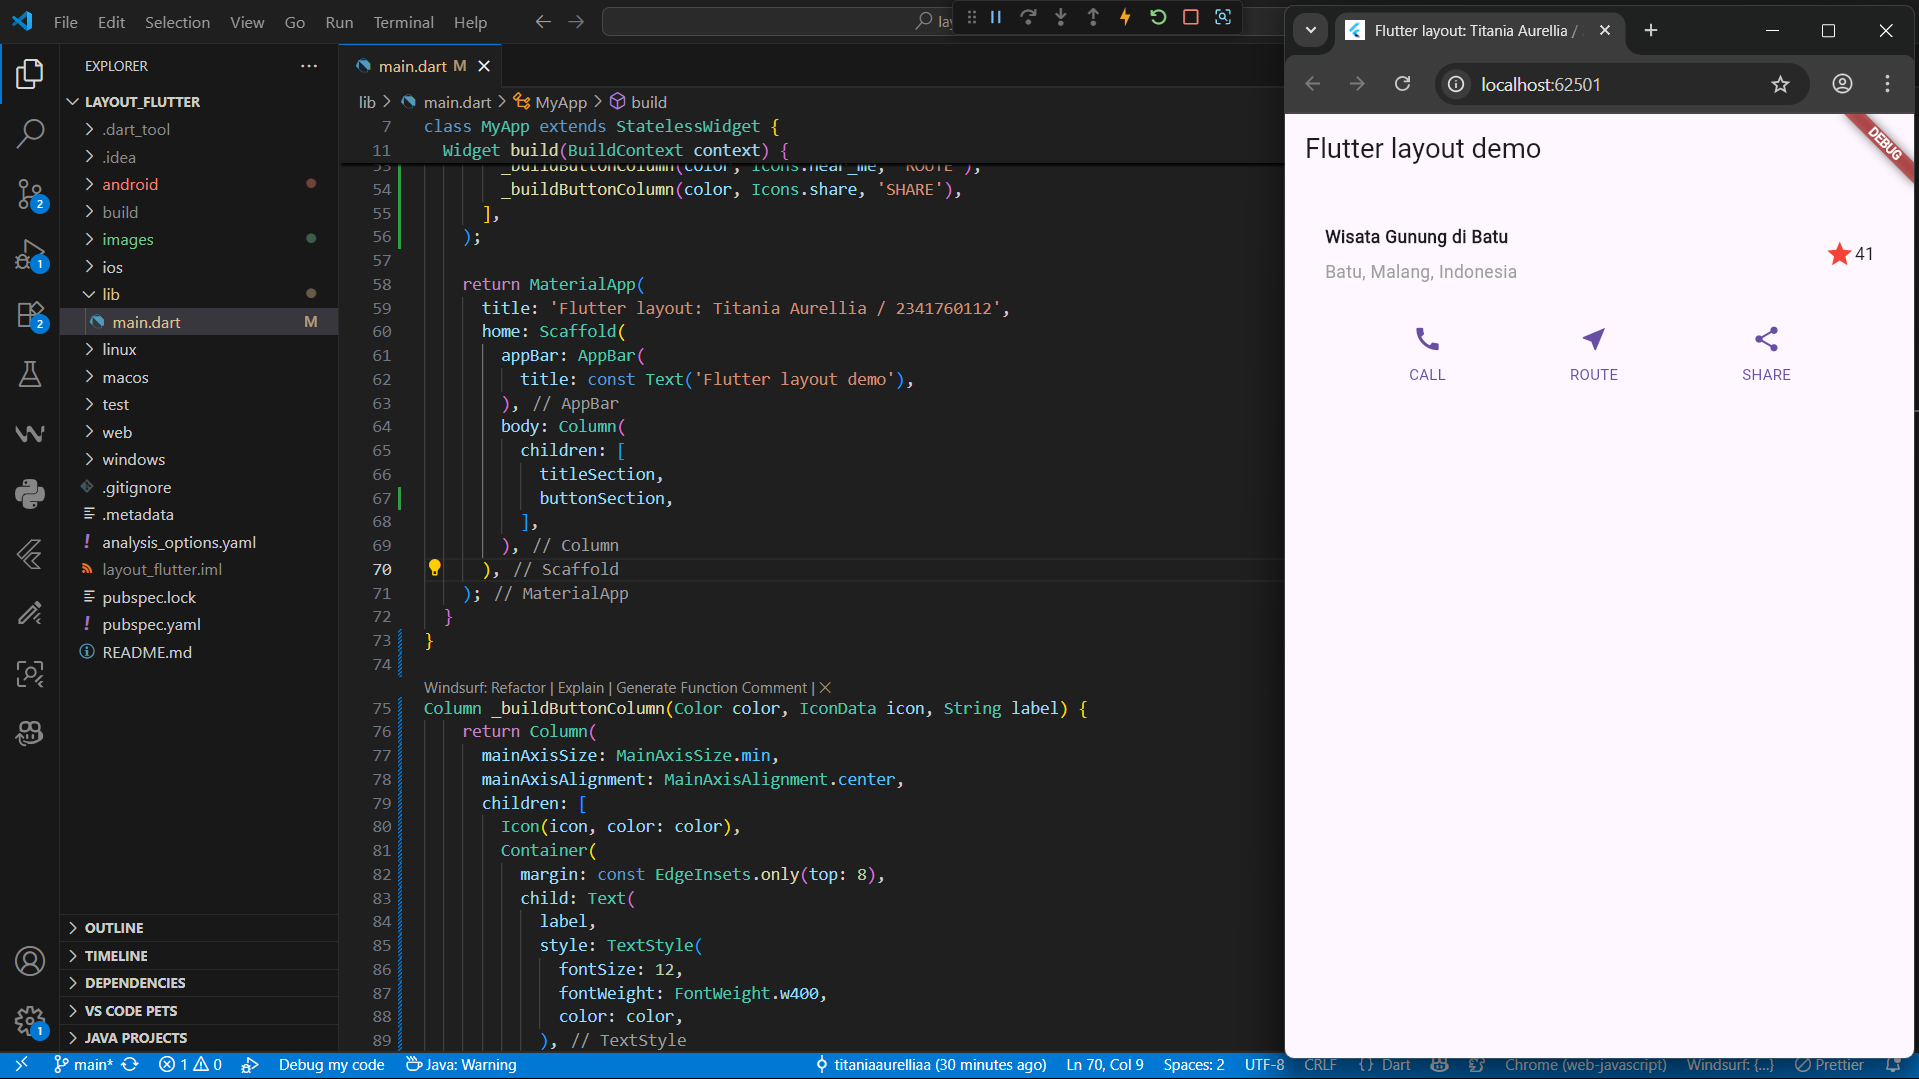 File Edit Selection View Go Run Terminal Help
EXPLORER
LAYOUT_FLUTTER
.dart_tool
.idea
android
build
images
ios
lib
main.dart M
linux
macos
test
web
windows
.gitignore
.metadata
analysis_options.yaml
layout_flutter.iml
pubspec.lock
pubspec.yaml
README.md
OUTLINE
TIMELINE
DEPENDENCIES
VS CODE PETS
JAVA PROJECTS
2
1
2
1
main.dart M
lib > main.dart > MyApp > build
7 class MyApp extends StatelessWidget {
11 Widget build(BuildContext context) {
53 _buildButtonColumn(color, Icons.near_me, 'ROUTE'),
54 _buildButtonColumn(color, Icons.share, 'SHARE'),
55 ],
56 );
57
58 return MaterialApp(
59 title: 'Flutter layout: Titania Aurellia / 2341760112',
60 home: Scaffold(
61 appBar: AppBar(
62 title: const Text('Flutter layout demo'),
63 ), // AppBar
64 body: Column(
65 children: [
66 titleSection,
67 buttonSection,
68 ],
69 ), // Column
70 ), // Scaffold
71 ); // MaterialApp
72 }
73 }
74
Windsurf: Refactor | Explain | Generate Function Comment | X
75 Column _buildButtonColumn(Color color, IconData icon, String label) {
76 return Column(
77 mainAxisSize: MainAxisSize.min,
78 mainAxisAlignment: MainAxisAlignment.center,
79 children: [
80 Icon(icon, color: color),
81 Container(
82 margin: const EdgeInsets.only(top: 8),
83 child: Text(
84 label,
85 style: TextStyle(
86 fontSize: 12,
87 fontWeight: FontWeight.w400,
88 color: color,
89 ), // TextStyle
Flutter layout: Titania Aurellia /
localhost:62501
Flutter layout demo
DEBUG
Wisata Gunung di Batu
41
Batu, Malang, Indonesia
CALL ROUTE SHARE
main* 1 0 Debug my code Java: Warning titaniaaurelliaa (30 minutes ago) Ln 70, Col 9 Spaces: 2 UTF-8 CRLF {} Dart Chrome (web-javascript) Windsurf: {...} Prettier